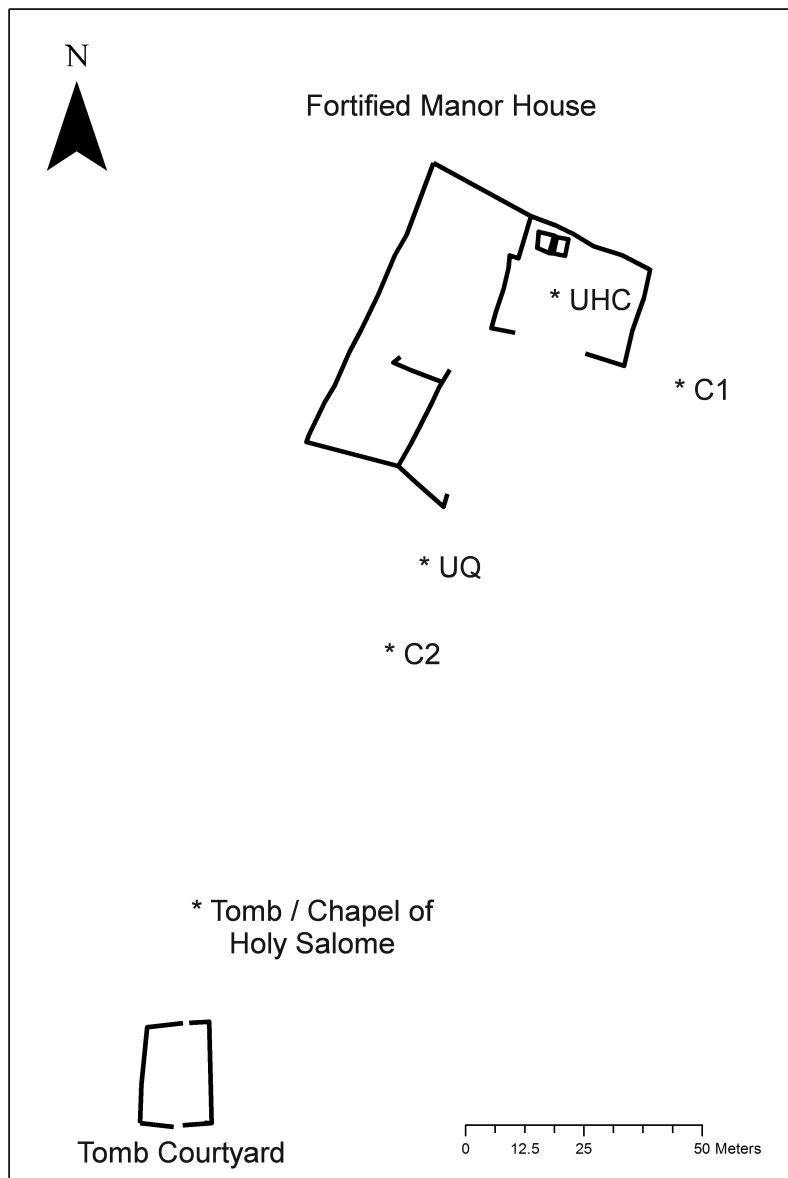 N
Fortified Manor House
* UHC
* C1
* UQ
* C2
* Tomb / Chapel of
Holy Salome
Tomb Courtyard
0 12.5 25 50 Meters